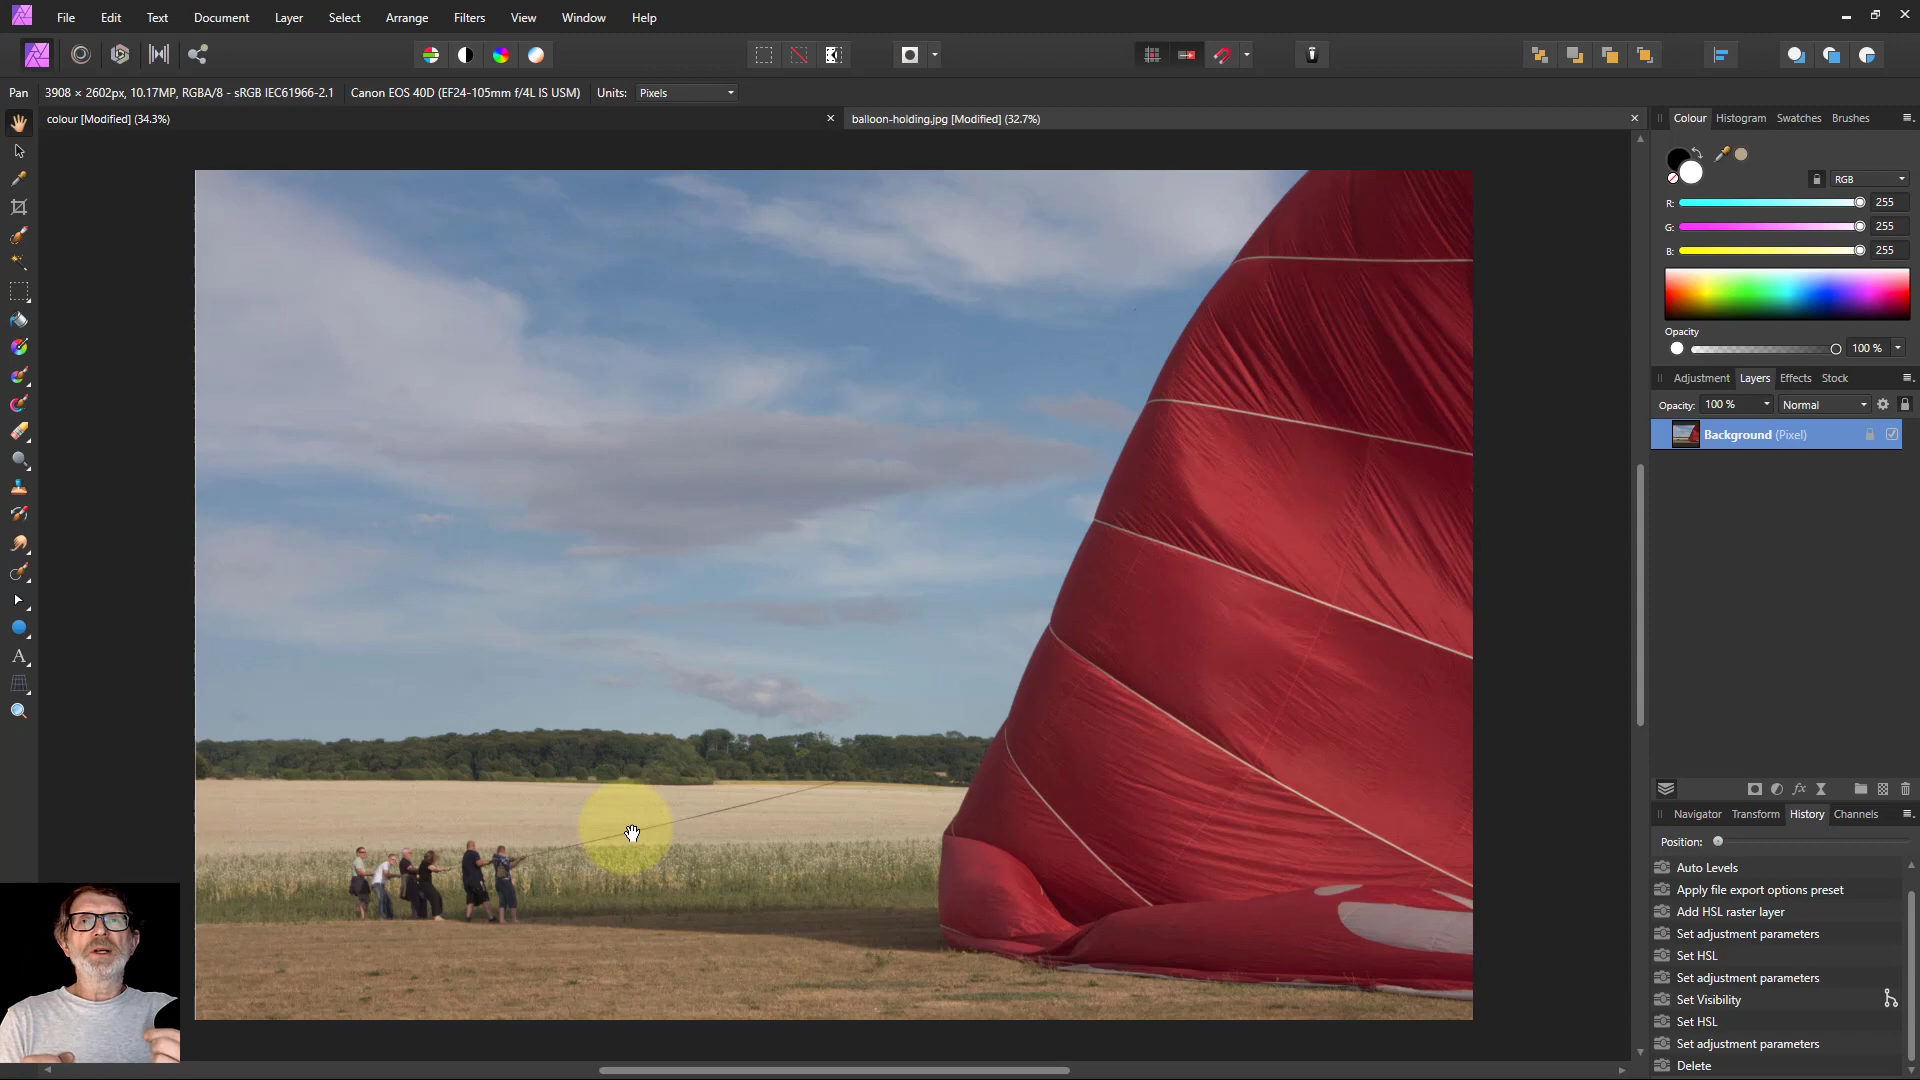 File Edit Text Document Layer Select Arrange Filters View Window Help
Pan 3908 × 2602px, 10.17MP, RGBA/8 - sRGB IEC61966-2.1 Canon EOS 40D (EF24-105mm f/4L IS USM) Units: Pixels
colour [Modified] (34.3%) balloon-holding.jpg [Modified] (32.7%)
Colour Histogram Swatches Brushes
RGB
R: 255
G: 255
B: 255
Opacity
100 %
Adjustment Layers Effects Stock
Opacity: 100 % Normal
Background (Pixel)
Navigator Transform History Channels
Position:
Auto Levels
Apply file export options preset
Add HSL raster layer
Set adjustment parameters
Set HSL
Set adjustment parameters
Set Visibility
Set HSL
Set adjustment parameters
Delete